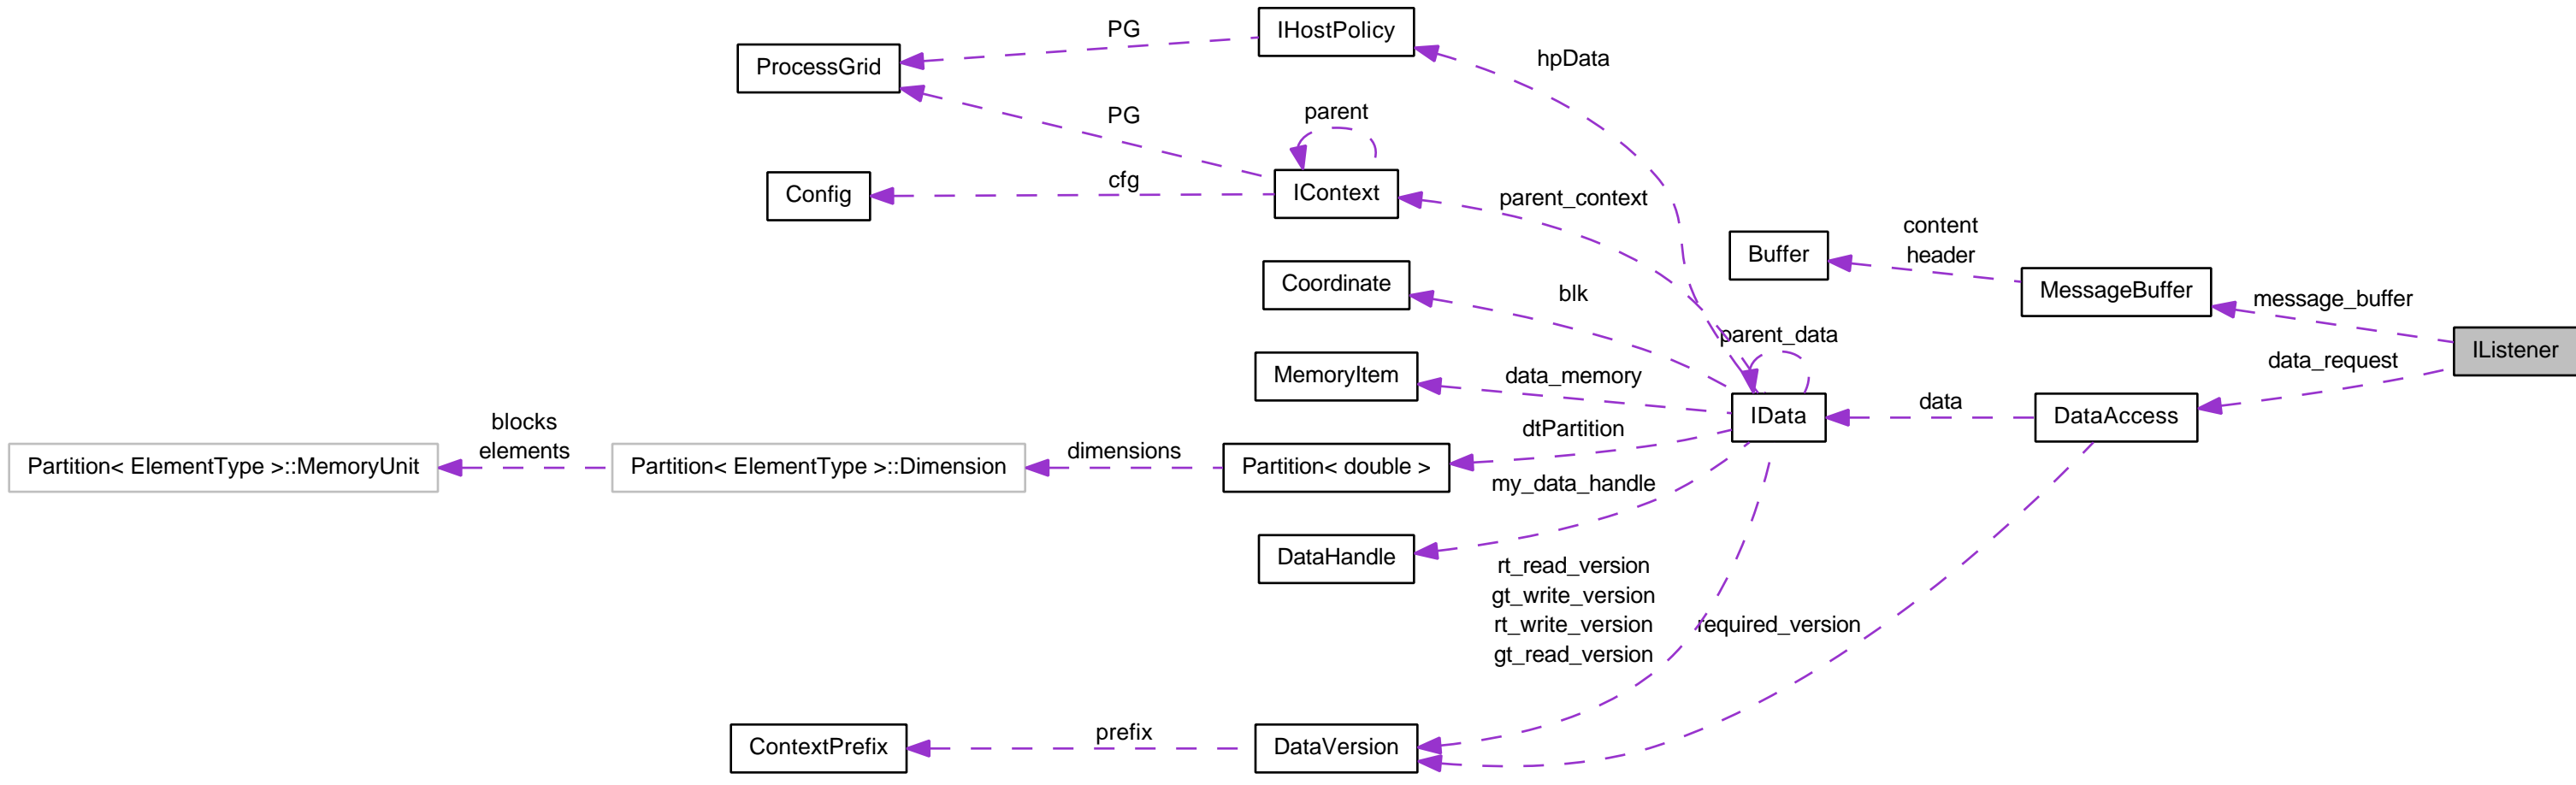 PG
IHostPolicy
hpData
ProcessGrid
PG
parent
cfg
Config
IContext
parent_context
content
header
Buffer
Coordinate
blk
MessageBuffer
message_buffer
parent_data
IListener
data_request
MemoryItem
data_memory
IData
data
DataAccess
blocks
elements
dimensions
dtPartition
Partition< ElementType >::MemoryUnit
Partition< ElementType >::Dimension
Partition< double >
my_data_handle
DataHandle
rt_read_version
gt_write_version
rt_write_version
gt_read_version
required_version
ContextPrefix
prefix
DataVersion